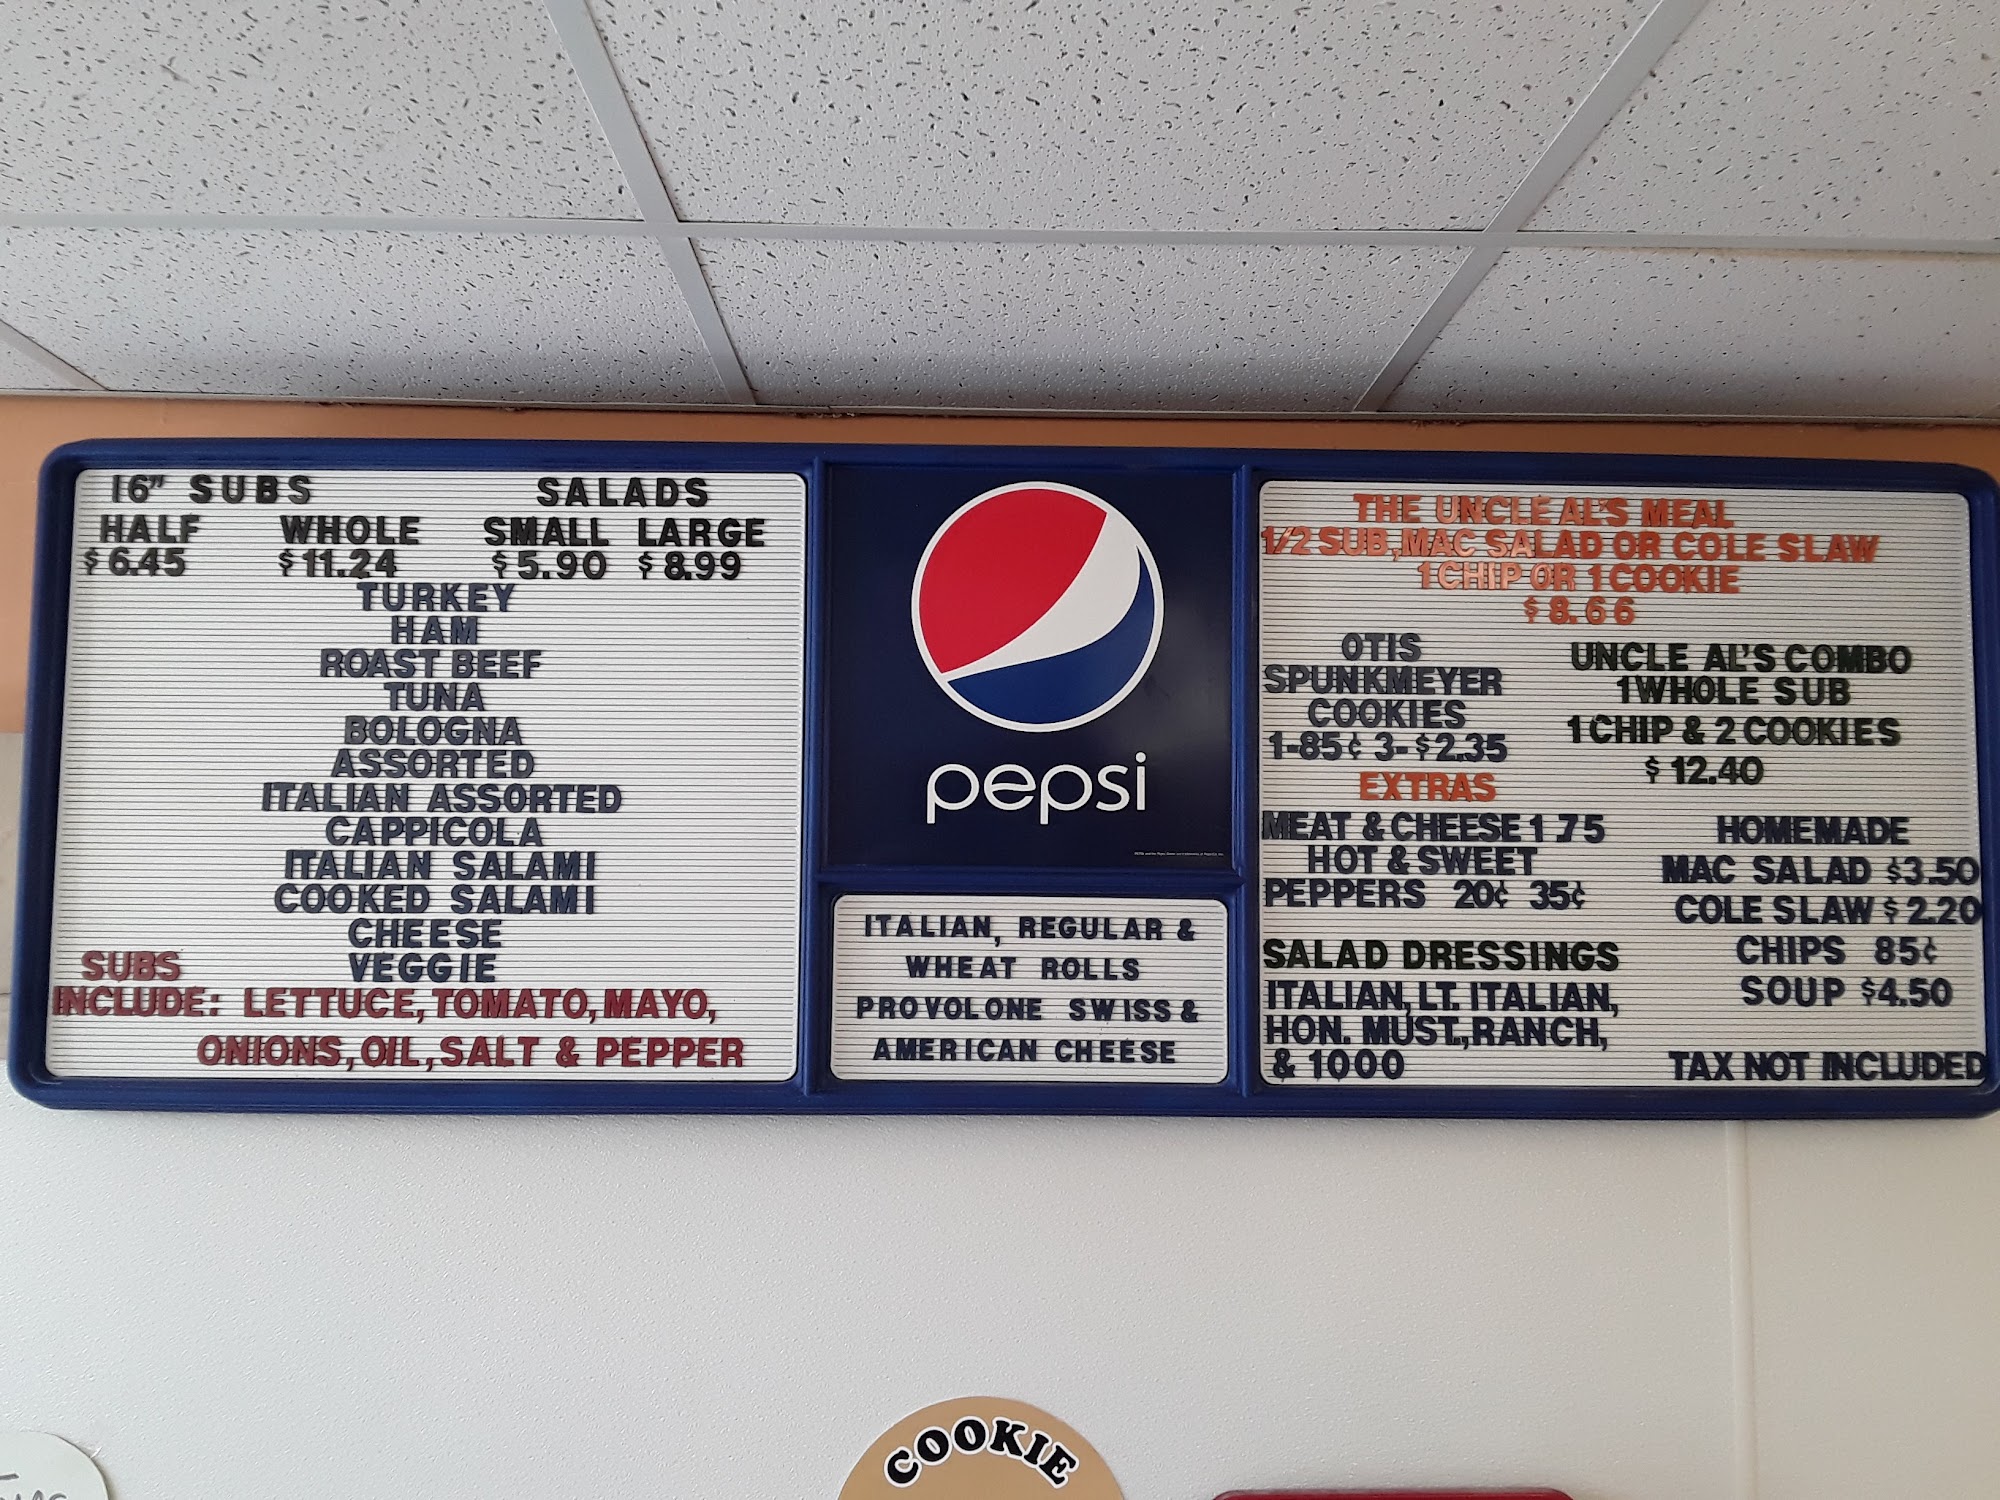 16" SUBS SALADS
HALF WHOLE SMALL LARGE
$6.45 $11.24 $5.90 $8.99
TURKEY
HAM
ROAST BEEF
TUNA
BOLOGNA
ASSORTED
ITALIAN ASSORTED
CAPPICOLA
ITALIAN SALAMI
COOKED SALAMI
CHEESE
VEGGIE
SUBS
INCLUDE: LETTUCE,TOMATO,MAYO,
ONIONS,OIL,SALT & PEPPER
pepsi
ITALIAN, REGULAR &
WHEAT ROLLS
PROVOLONE SWISS &
AMERICAN CHEESE
THE UNCLE AL'S MEAL
1/2 SUB,MAC SALAD OR COLE SLAW
1 CHIP OR 1 COOKIE
$8.66
OTIS
SPUNKMEYER
COOKIES
1-85¢ 3-$2.35
UNCLE AL'S COMBO
1 WHOLE SUB
1 CHIP & 2 COOKIES
$12.40
EXTRAS
MEAT & CHEESE 1.75
HOT & SWEET
PEPPERS 20¢ 35¢
HOMEMADE
MAC SALAD $3.50
COLE SLAW $2.20
CHIPS 85¢
SOUP $4.50
SALAD DRESSINGS
ITALIAN, LT. ITALIAN,
HON. MUST.,RANCH,
& 1000
TAX NOT INCLUDED
COOKIE